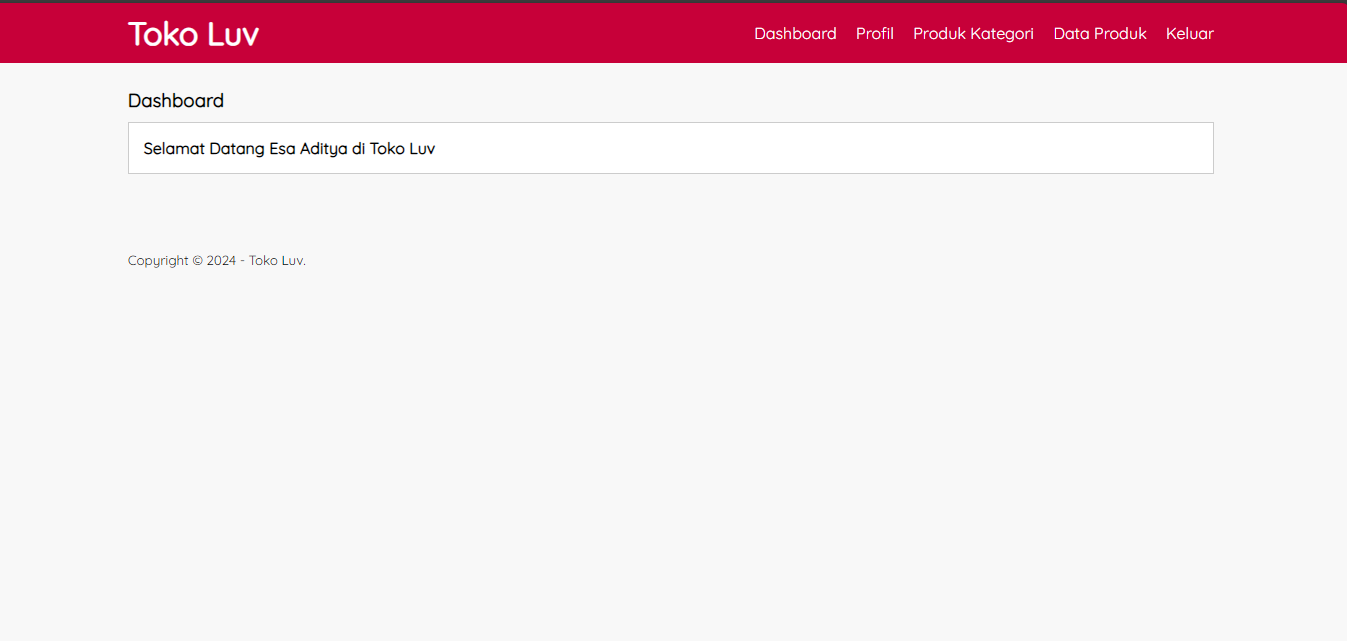 Toko Luv
Dashboard Profil Produk Kategori Data Produk Keluar
Dashboard
Selamat Datang Esa Aditya di Toko Luv
Copyright © 2024 - Toko Luv.